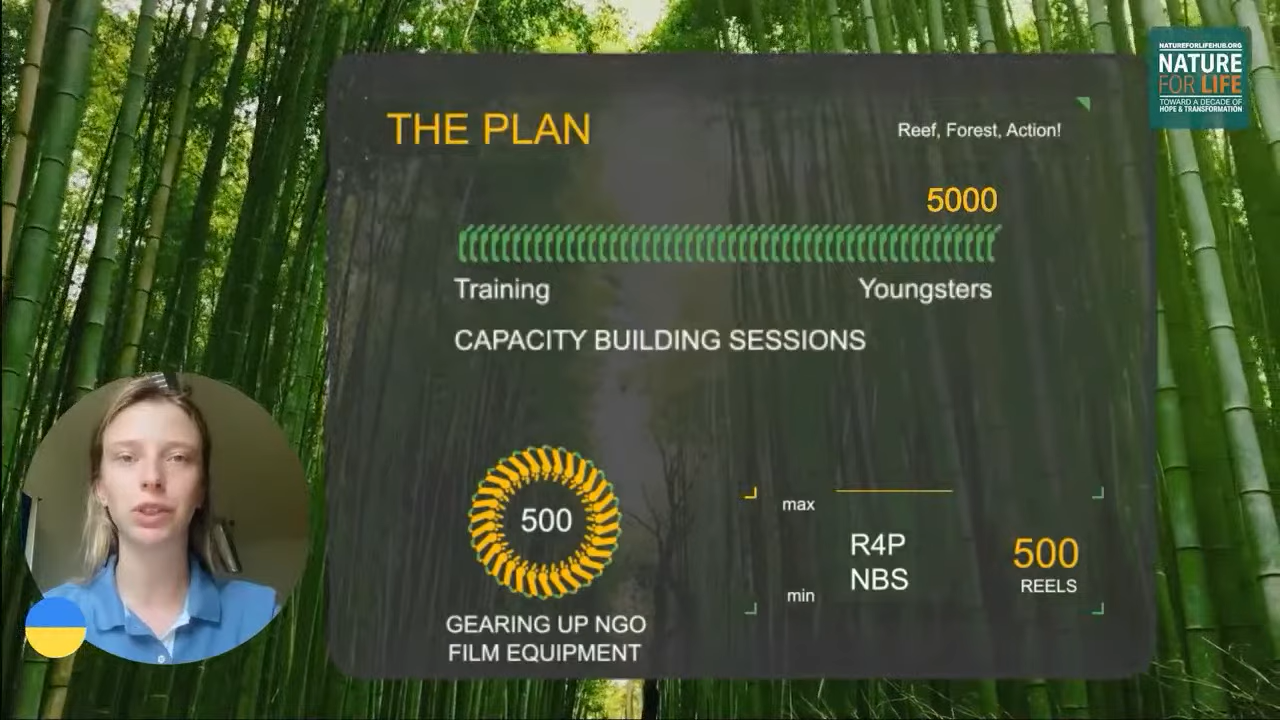 NATUREFORLIFEHUB.ORG
NATURE
FOR LIFE
TOWARD A DECADE OF
HOPE & TRANSFORMATION
THE PLAN
Reef, Forest, Action!
5000
Training
Youngsters
CAPACITY BUILDING SESSIONS
500
GEARING UP NGO
FILM EQUIPMENT
max
min
R4P
NBS
500
REELS